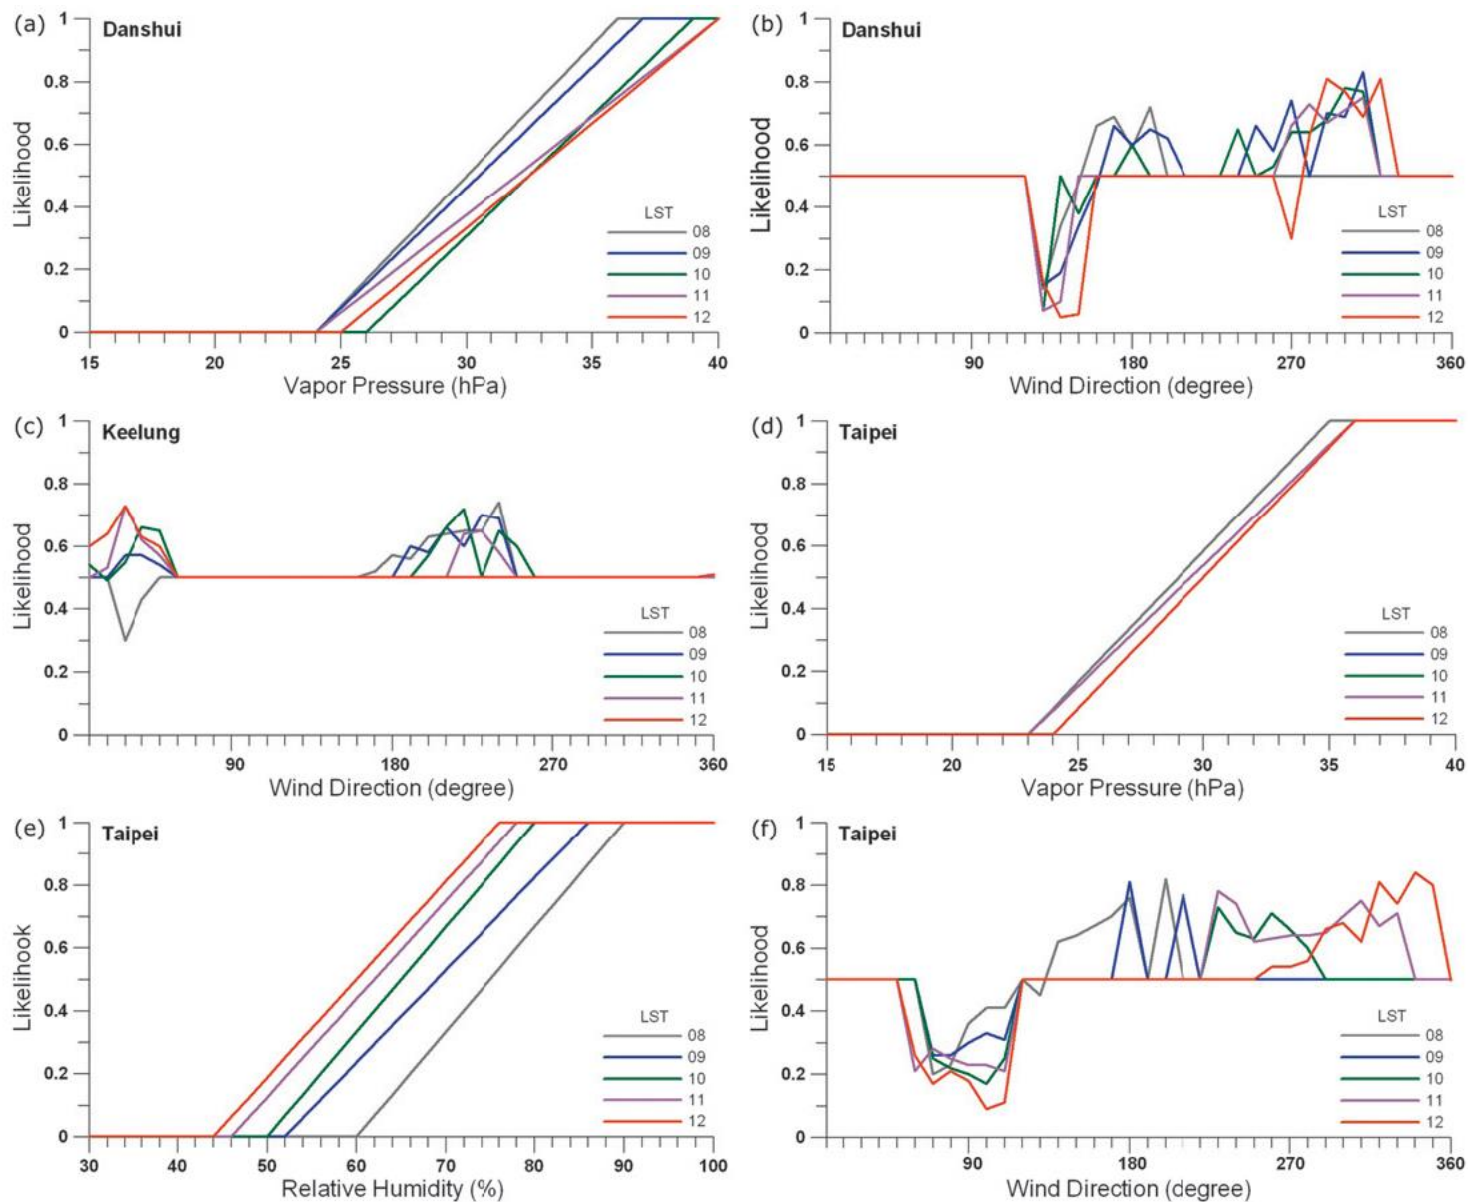 (a)
Danshui
1
0.8
0.6
0.4
0.2
0
Likelihood
LST
08
09
10
11
12
15 20 25 30 35 40
Vapor Pressure (hPa)
(b)
Danshui
1
0.8
0.6
0.4
0.2
0
Likelihood
LST
08
09
10
11
12
90 180 270 360
Wind Direction (degree)
(c)
Keelung
1
0.8
0.6
0.4
0.2
0
Likelihood
LST
08
09
10
11
12
90 180 270 360
Wind Direction (degree)
(d)
Taipei
1
0.8
0.6
0.4
0.2
0
Likelihood
LST
08
09
10
11
12
15 20 25 30 35 40
Vapor Pressure (hPa)
(e)
Taipei
1
0.8
0.6
0.4
0.2
0
Likelihook
LST
08
09
10
11
12
30 40 50 60 70 80 90 100
Relative Humidity (%)
(f)
Taipei
1
0.8
0.6
0.4
0.2
0
Likelihood
LST
08
09
10
11
12
90 180 270 360
Wind Direction (degree)